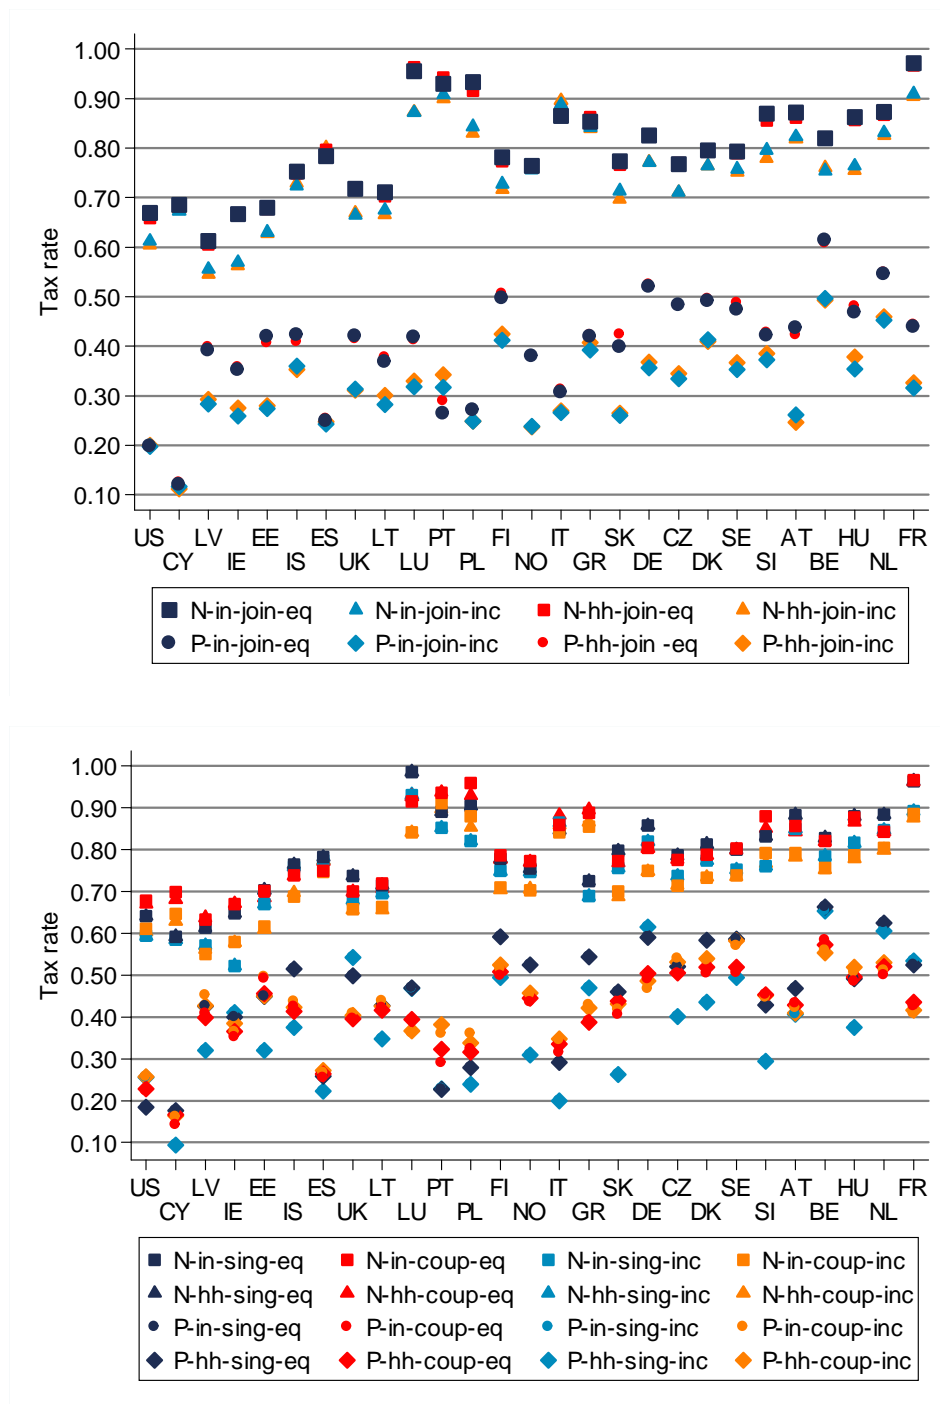 1.00
0.90
0.80
0.70
0.60
0.50
0.40
0.30
0.20
0.10
Tax rate
US LV EE ES LT PT FI IT SK CZ SE AT HU FR
CY IE IS UK LU PL NO GR DE DK SI BE NL
N-in-join-eq N-in-join-inc N-hh-join-eq N-hh-join-inc
P-in-join-eq P-in-join-inc P-hh-join -eq P-hh-join-inc
1.00
0.90
0.80
0.70
0.60
0.50
0.40
0.30
0.20
0.10
Tax rate
US LV EE ES LT PT FI IT SK CZ SE AT HU FR
CY IE IS UK LU PL NO GR DE DK SI BE NL
N-in-sing-eq N-in-coup-eq N-in-sing-inc N-in-coup-inc
N-hh-sing-eq N-hh-coup-eq N-hh-sing-inc N-hh-coup-inc
P-in-sing-eq P-in-coup-eq P-in-sing-inc P-in-coup-inc
P-hh-sing-eq P-hh-coup-eq P-hh-sing-inc P-hh-coup-inc